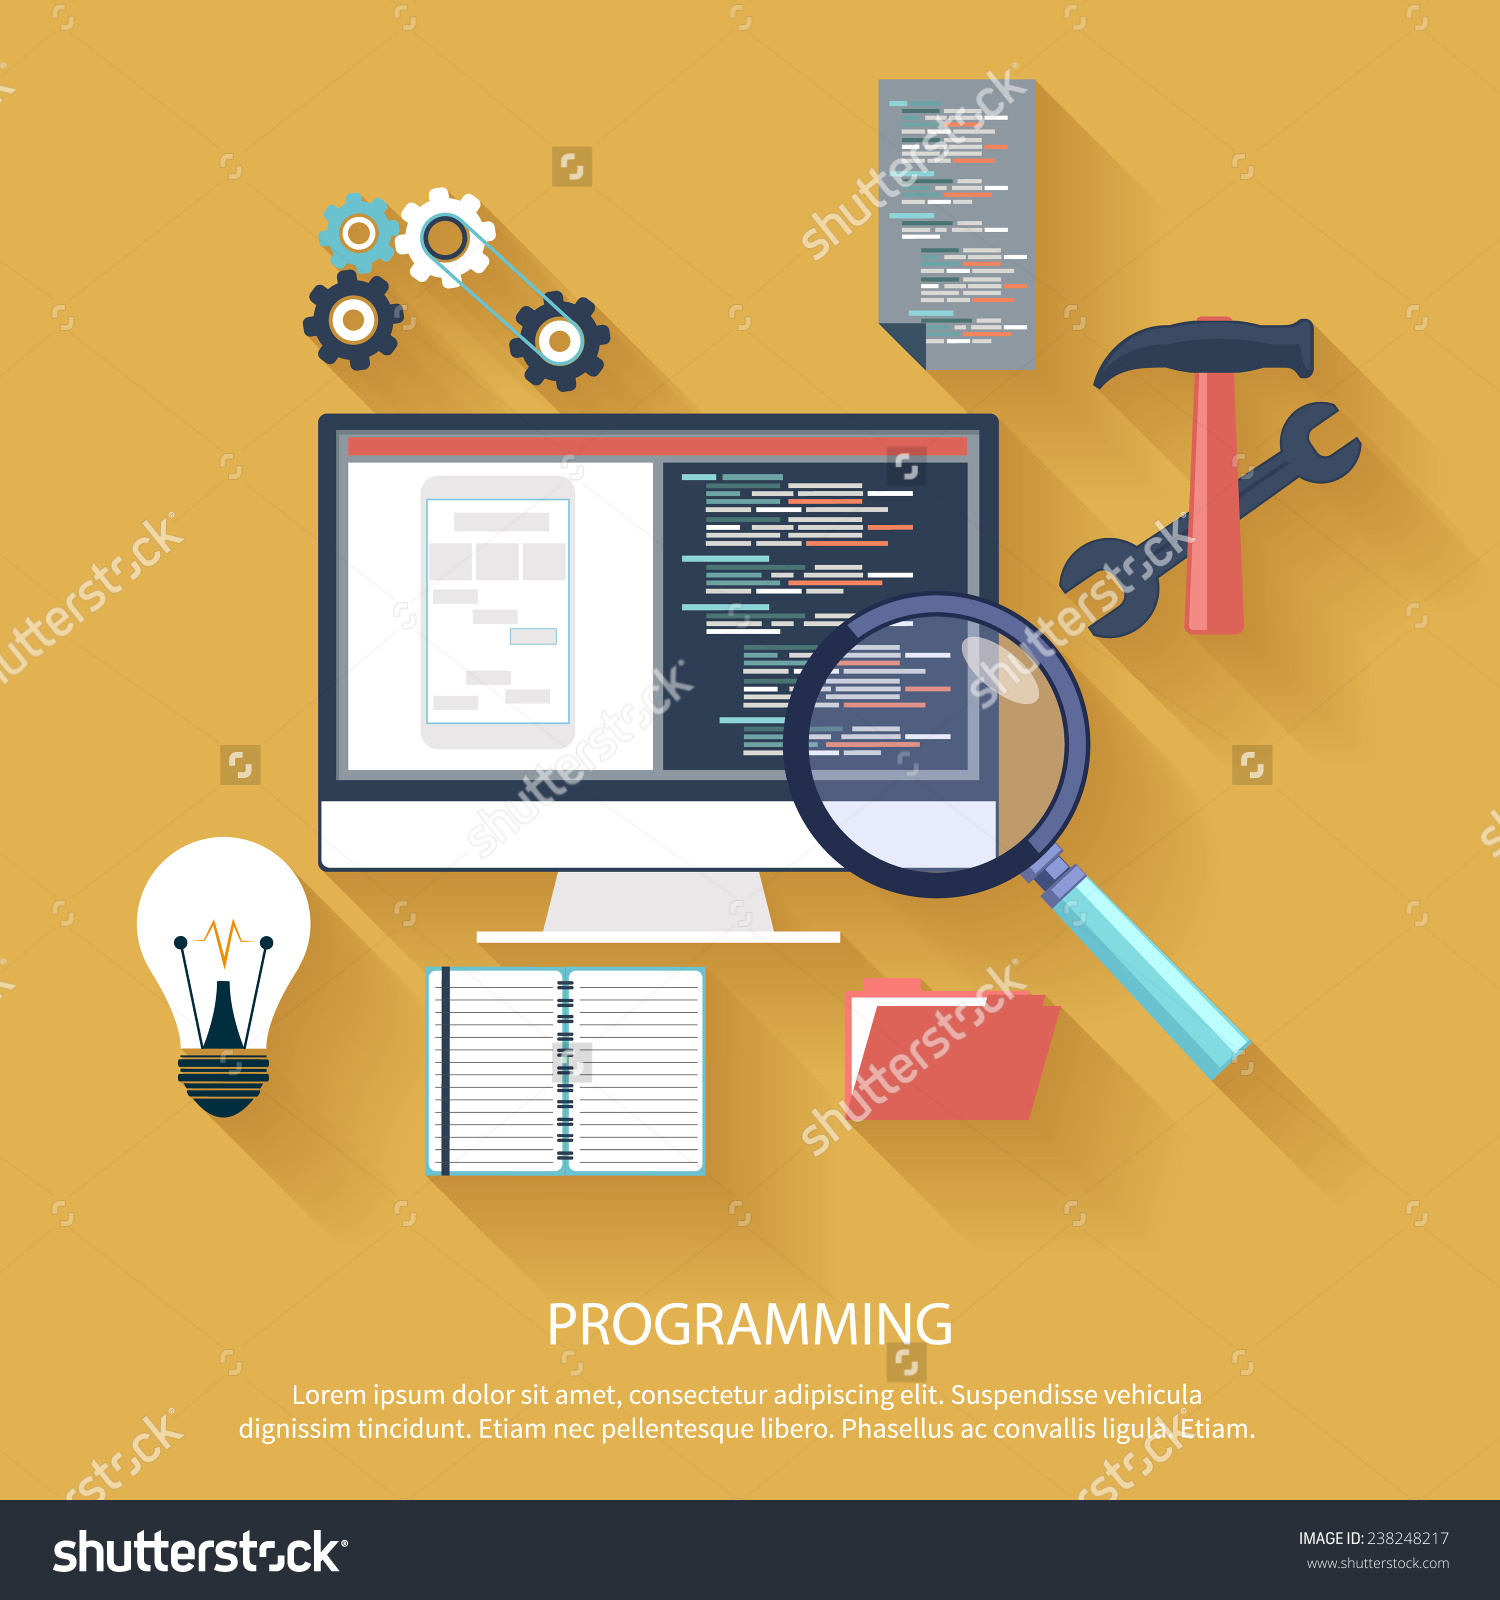 PROGRAMMING
Lorem ipsum dolor sit amet, consectetur adipiscing elit. Suspendisse vehicula
dignissim tincidunt. Etiam nec pellentesque libero. Phasellus ac convallis ligula. Etiam.
shutterstock®
IMAGE ID: 238248217
www.shutterstock.com